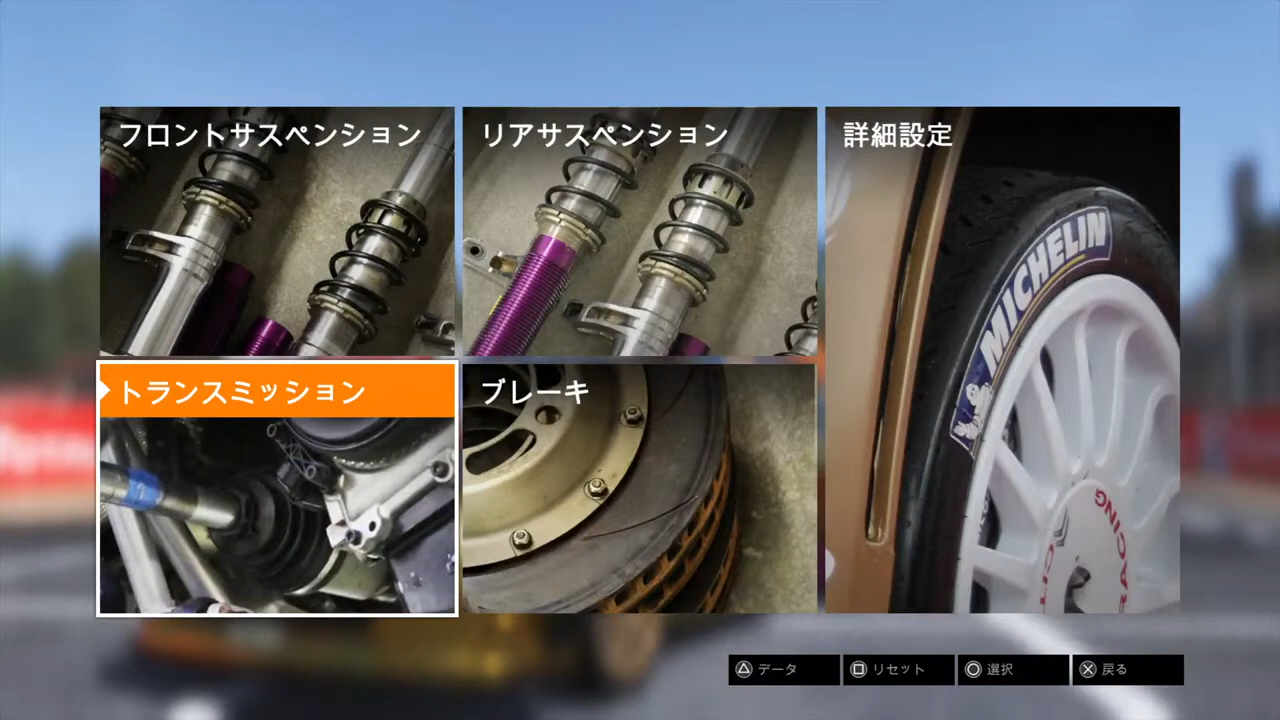 フロントサスペンション
リアサスペンション
詳細設定
MICHELIN
トランスミッション
ブレーキ
データ
リセット
選択
戻る